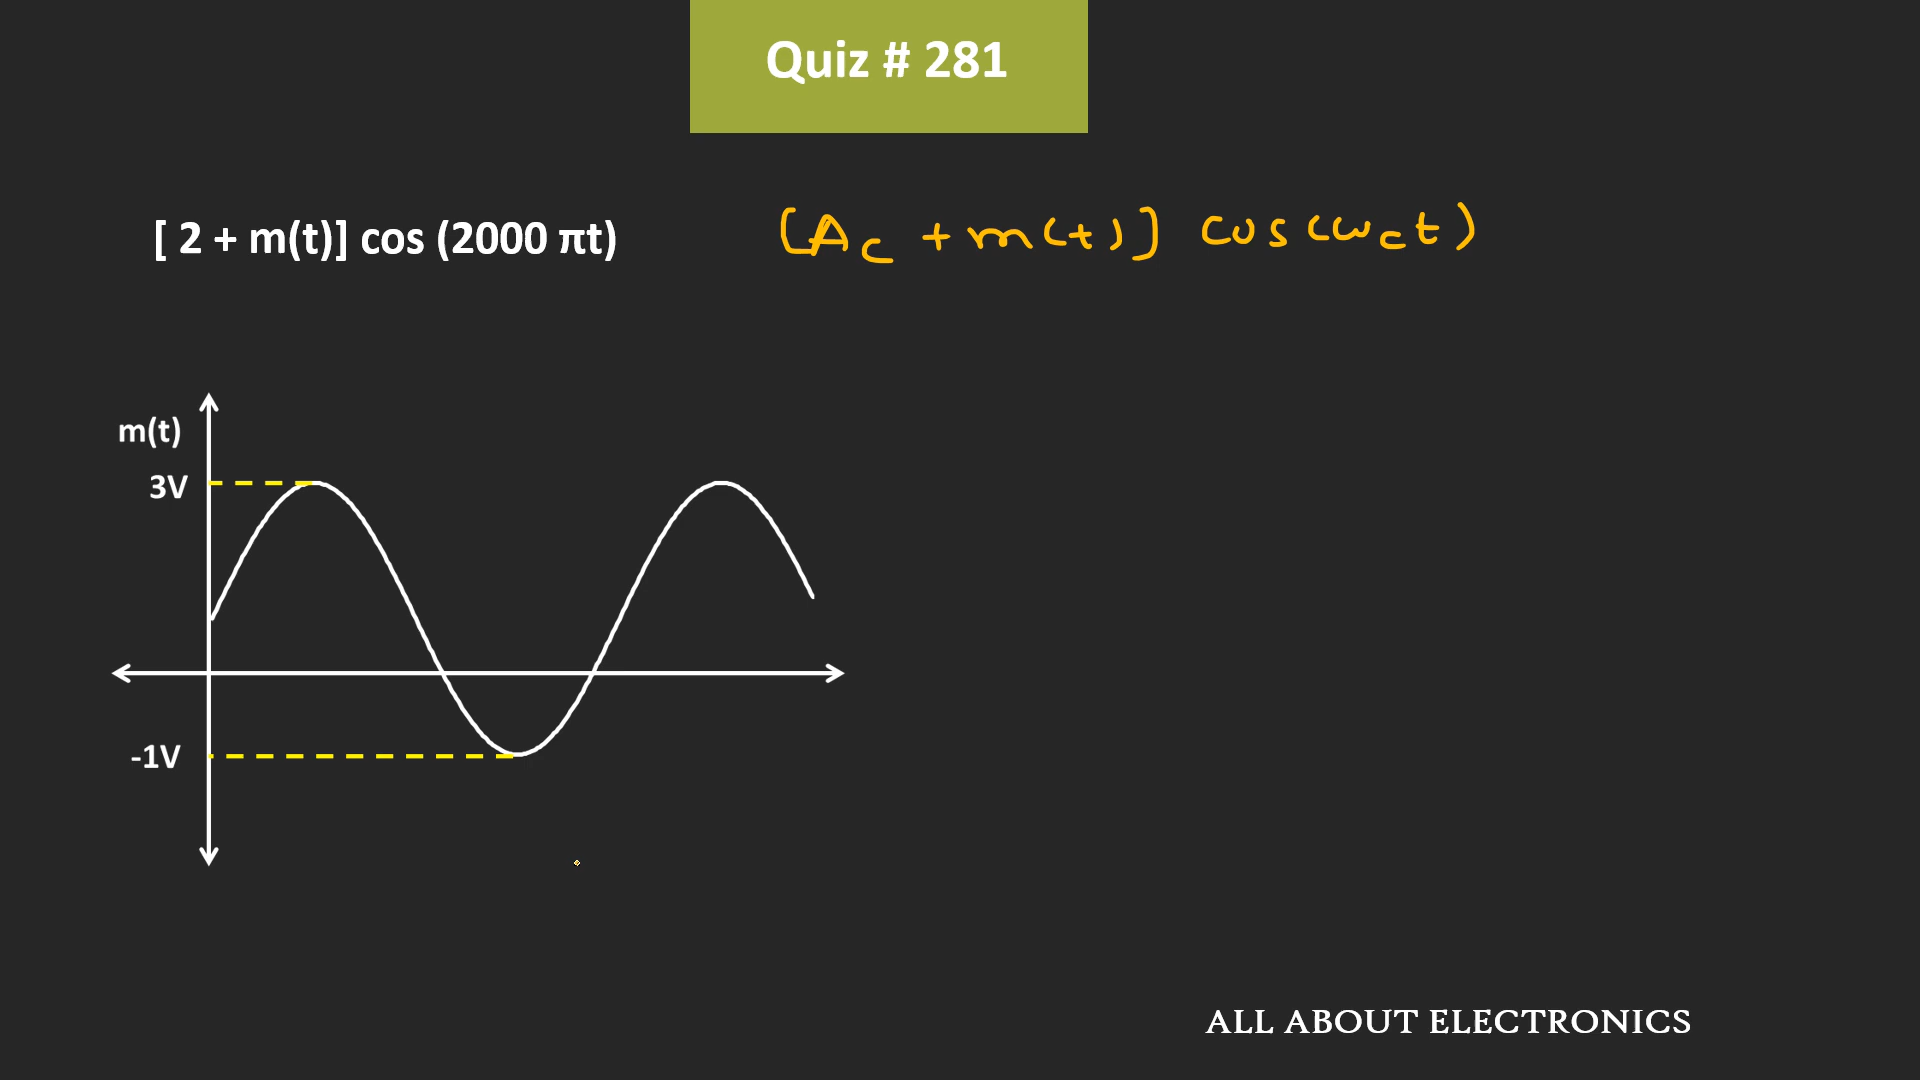 Quiz # 281
[ 2 + m(t)] cos (2000 πt)
[Ac + m(t)] cos(ωct)
m(t)
3V
-1V
ALL ABOUT ELECTRONICS